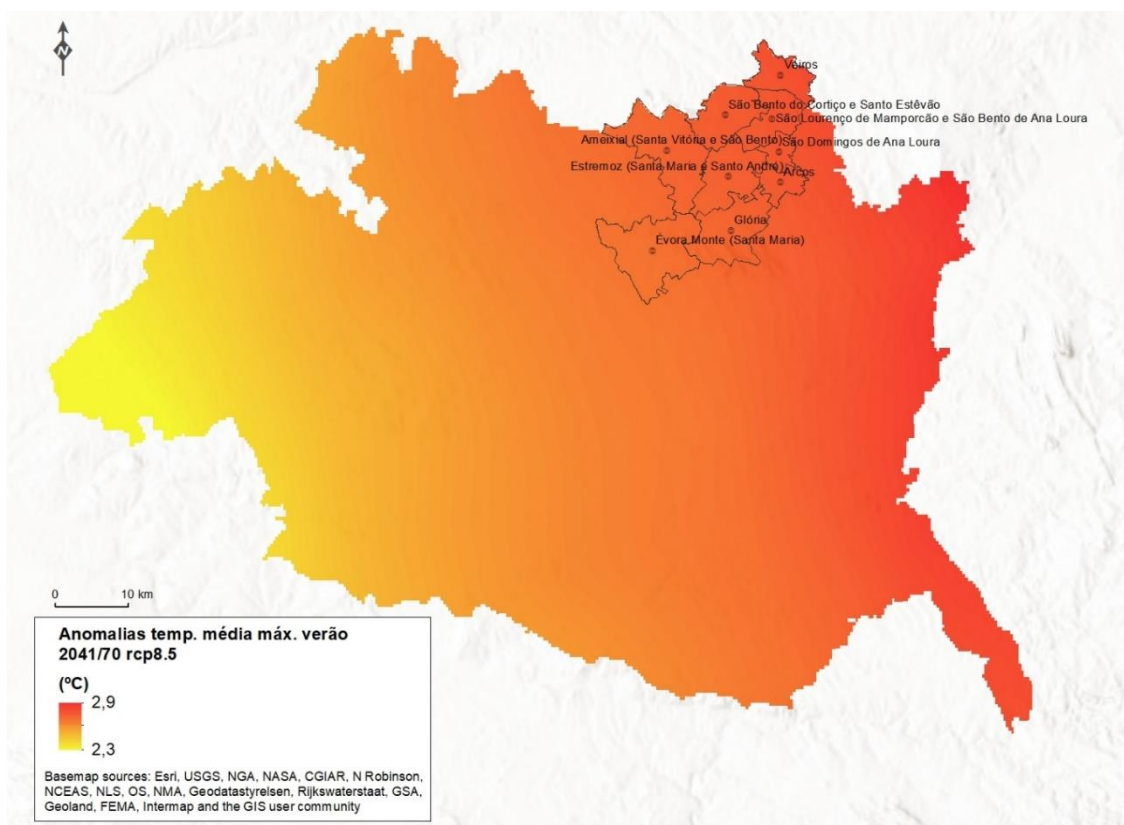 N
Veiros
São Bento do Cortiço e Santo Estêvão
São Lourenço de Mamporcão e São Bento de Ana Loura
Ameixial (Santa Vitória e São Bento)
São Domingos de Ana Loura
Estremoz (Santa Maria e Santo André)
Arcos
Glória
Évora Monte (Santa Maria)
0 10 km
Anomalias temp. média máx. verão
2041/70 rcp8.5
(ºC)
2,9
2,3
Basemap sources: Esri, USGS, NGA, NASA, CGIAR, N Robinson,
NCEAS, NLS, OS, NMA, Geodatastyrelsen, Rijkswaterstaat, GSA,
Geoland, FEMA, Intermap and the GIS user community